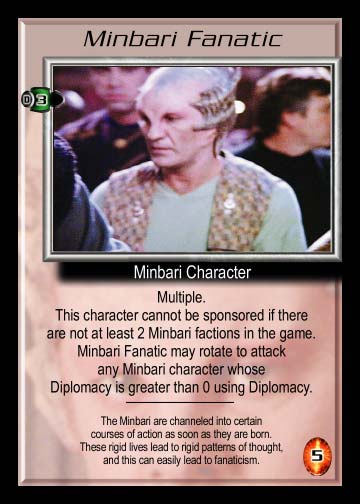 Minbari Fanatic
D 3
Minbari Character
Multiple.
This character cannot be sponsored if there
are not at least 2 Minbari factions in the game.
Minbari Fanatic may rotate to attack
any Minbari character whose
Diplomacy is greater than 0 using Diplomacy.
The Minbari are channeled into certain
courses of action as soon as they are born.
These rigid lives lead to rigid patterns of thought,
and this can easily lead to fanaticism.
5